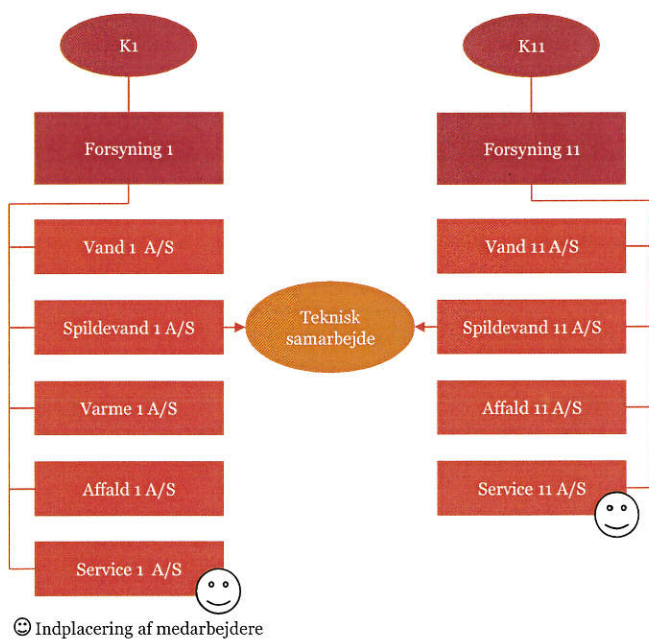 K1
Forsyning 1
Vand 1 A/S
Spildevand 1 A/S
Varme 1 A/S
Affald 1 A/S
Service 1 A/S
Teknisk
samarbejde
K11
Forsyning 11
Vand 11 A/S
Spildevand 11 A/S
Affald 11 A/S
Service 11 A/S
Indplacering af medarbejdere